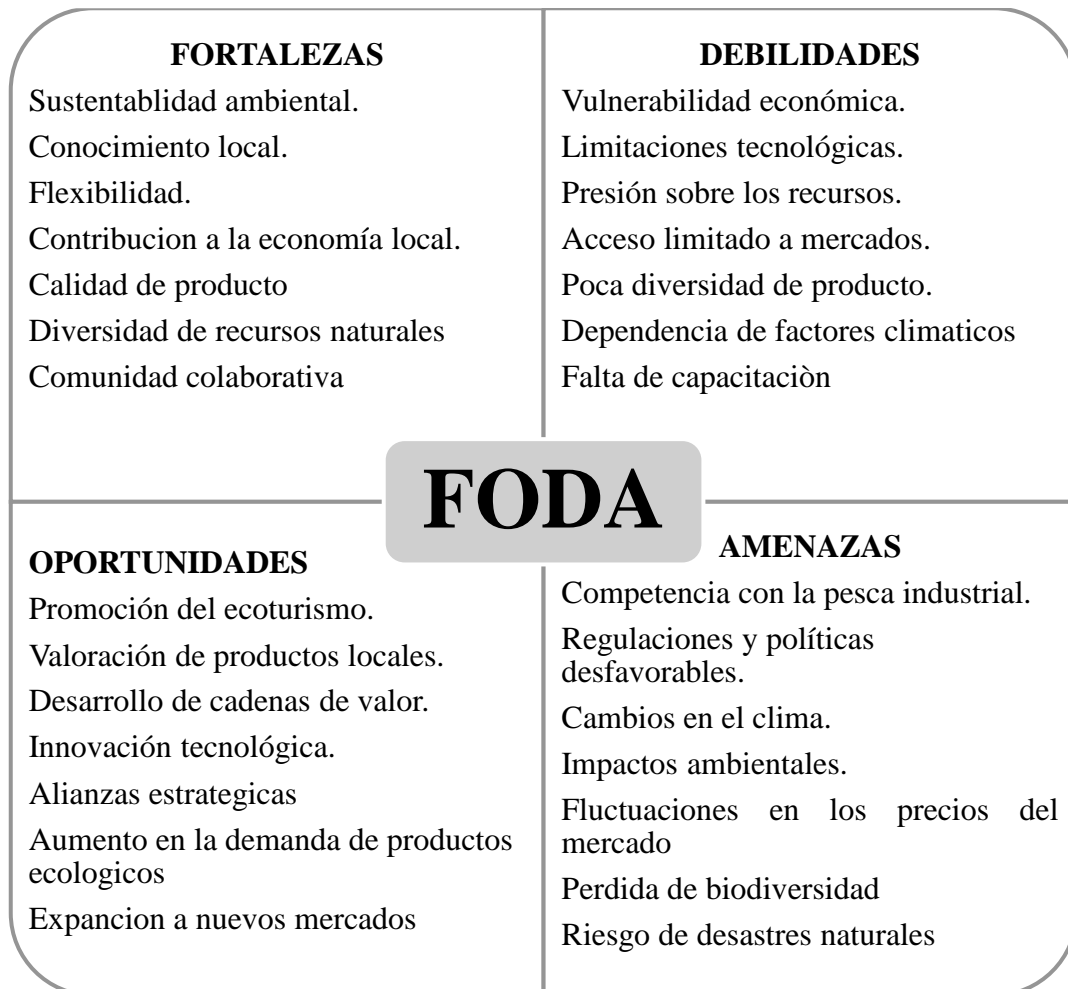 FORTALEZAS
Sustentablidad ambiental.
Conocimiento local.
Flexibilidad.
Contribucion a la economía local.
Calidad de producto
Diversidad de recursos naturales
Comunidad colaborativa
DEBILIDADES
Vulnerabilidad económica.
Limitaciones tecnológicas.
Presión sobre los recursos.
Acceso limitado a mercados.
Poca diversidad de producto.
Dependencia de factores climaticos
Falta de capacitaciòn
FODA
OPORTUNIDADES
Promoción del ecoturismo.
Valoración de productos locales.
Desarrollo de cadenas de valor.
Innovación tecnológica.
Alianzas estrategicas
Aumento en la demanda de productos
ecologicos
Expancion a nuevos mercados
AMENAZAS
Competencia con la pesca industrial.
Regulaciones y políticas
desfavorables.
Cambios en el clima.
Impactos ambientales.
Fluctuaciones en los precios del
mercado
Perdida de biodiversidad
Riesgo de desastres naturales